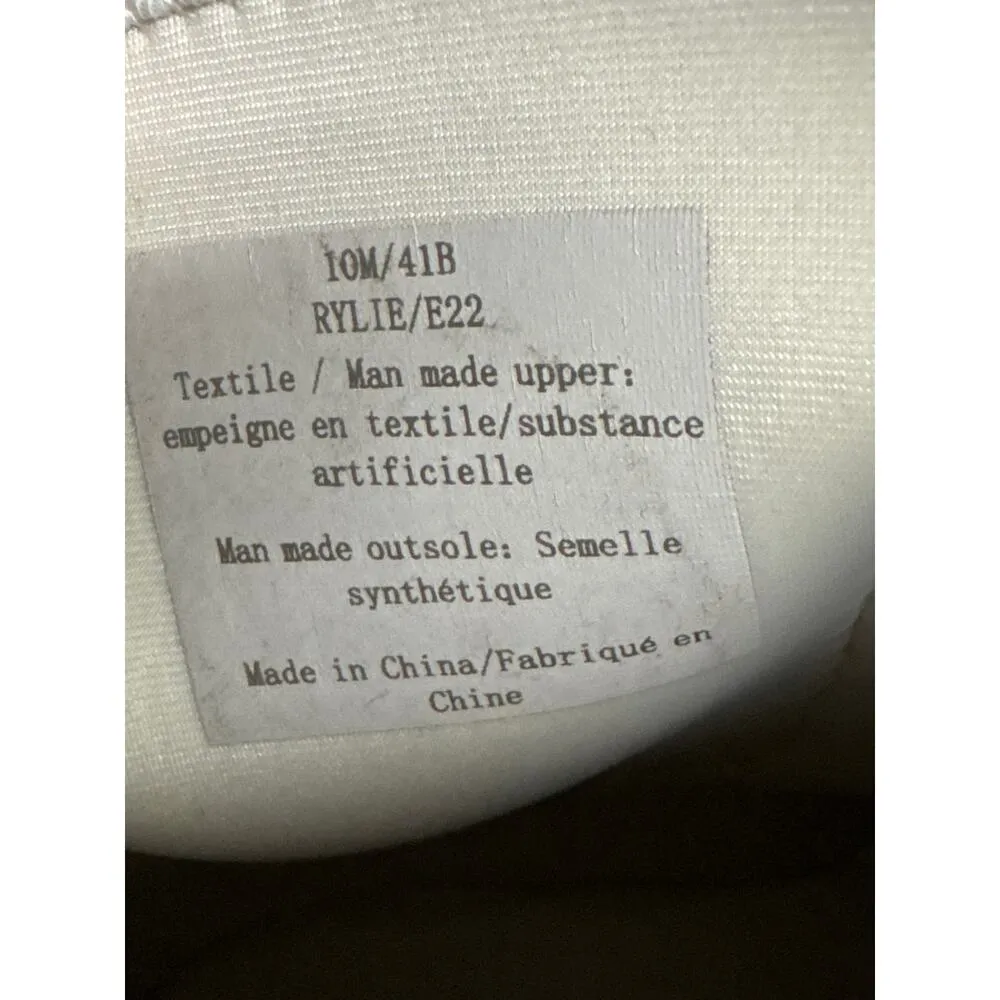 10M/41B
RYLIE/E22
Textile / Man made upper:
empeigne en textile/substance
artificielle
Man made outsole: Semelle
synthétique
Made in China/Fabriqué en
Chine